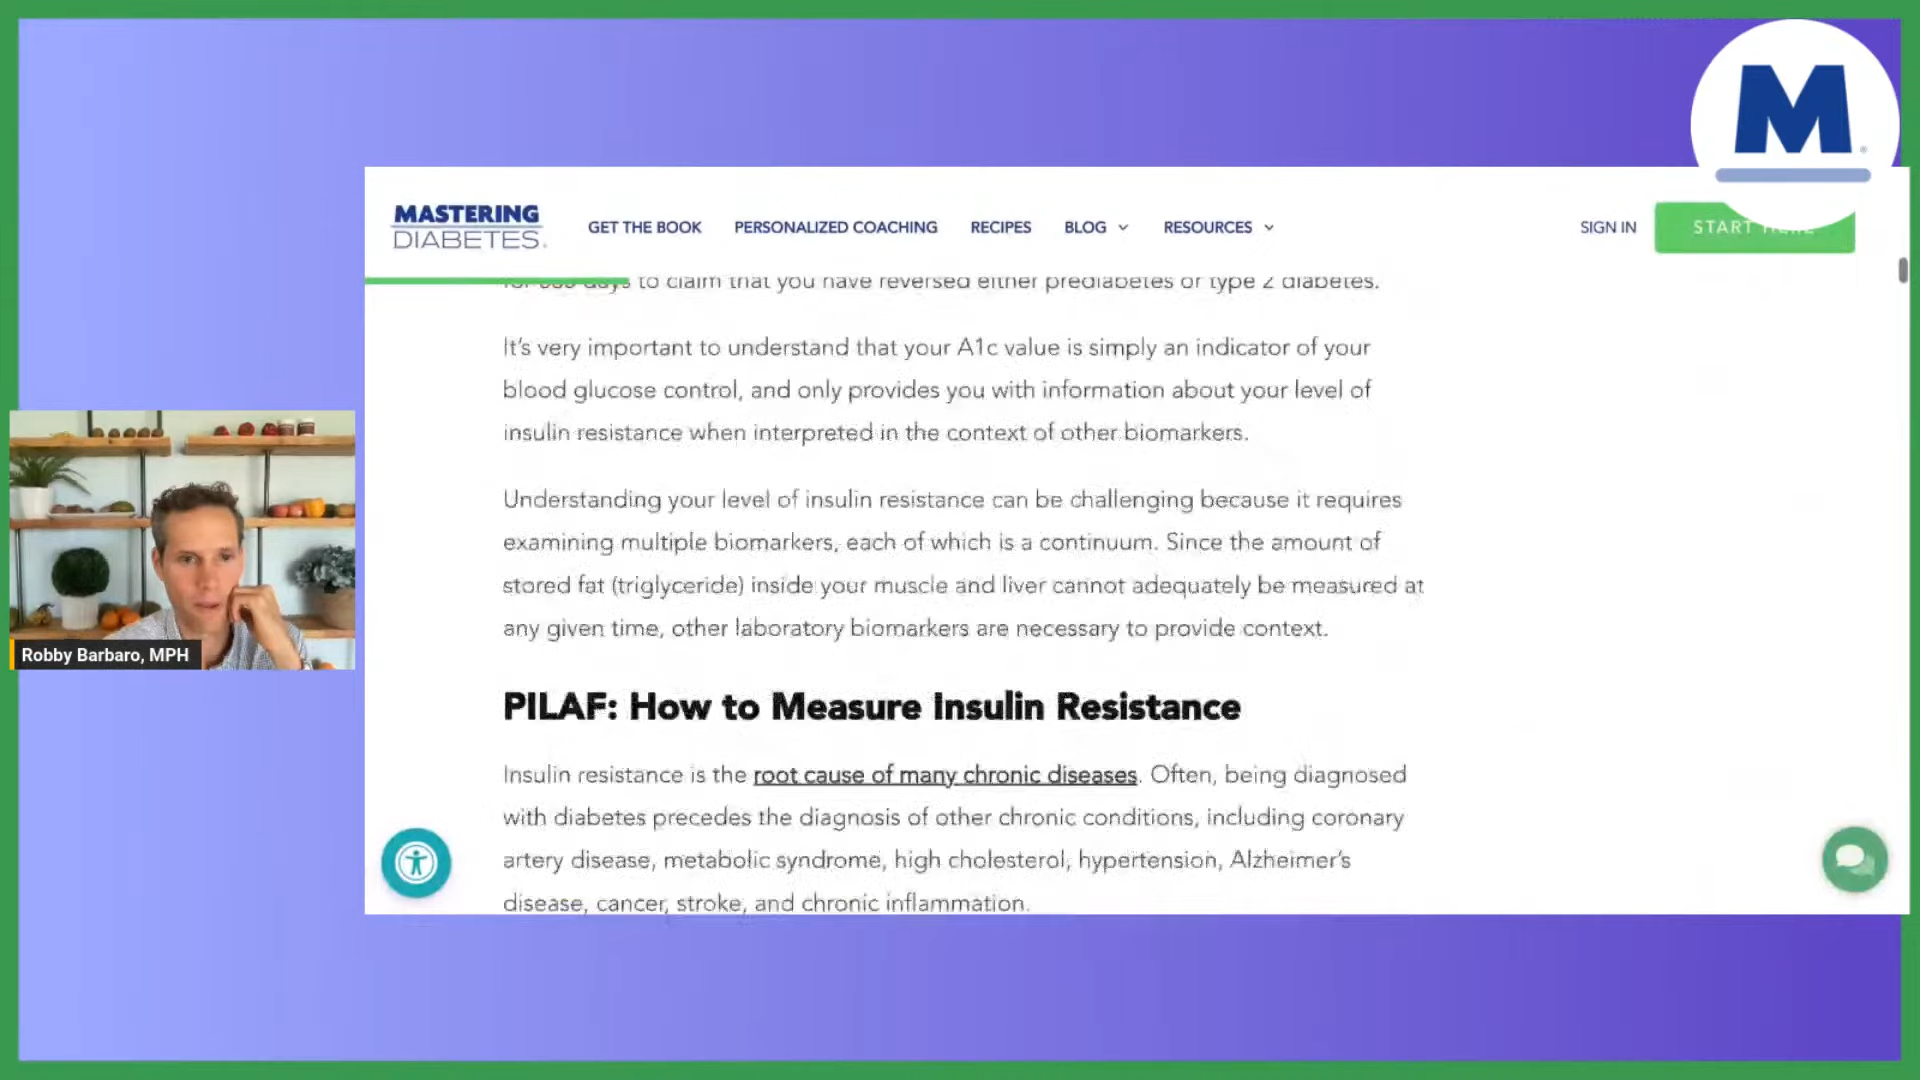 M
MASTERING
DIABETES
GET THE BOOK
PERSONALIZED COACHING
RECIPES
BLOG
RESOURCES
SIGN IN
START HERE
to claim that you have reversed either prediabetes or type 2 diabetes.
It's very important to understand that your A1c value is simply an indicator of your
blood glucose control, and only provides you with information about your level of
insulin resistance when interpreted in the context of other biomarkers.
Understanding your level of insulin resistance can be challenging because it requires
examining multiple biomarkers, each of which is a continuum. Since the amount of
stored fat (triglyceride) inside your muscle and liver cannot adequately be measured at
any given time, other laboratory biomarkers are necessary to provide context.
PILAF: How to Measure Insulin Resistance
Insulin resistance is the root cause of many chronic diseases. Often, being diagnosed
with diabetes precedes the diagnosis of other chronic conditions, including coronary
artery disease, metabolic syndrome, high cholesterol, hypertension, Alzheimer's
disease, cancer, stroke, and chronic inflammation.
Robby Barbaro, MPH